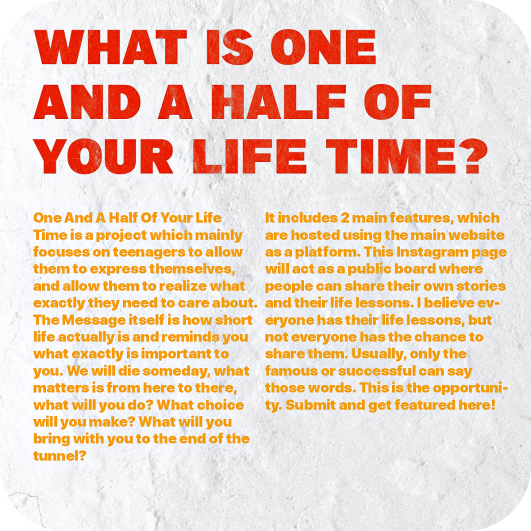 WHAT IS ONE
AND A HALF OF
YOUR LIFE TIME?
One And A Half Of Your Life
Time is a project which mainly
focuses on teenagers to allow
them to express themselves,
and allow them to realize what
exactly they need to care about.
The Message itself is how short
life actually is and reminds you
what exactly is important to
you. We will die someday, what
matters is from here to there,
what will you do? What choice
will you make? What will you
bring with you to the end of the
tunnel?
It includes 2 main features, which
are hosted using the main website
as a platform. This Instagram page
will act as a public board where
people can share their own stories
and their life lessons. I believe ev-
eryone has their life lessons, but
not everyone has the chance to
share them. Usually, only the
famous or successful can say
those words. This is the opportuni-
ty. Submit and get featured here!